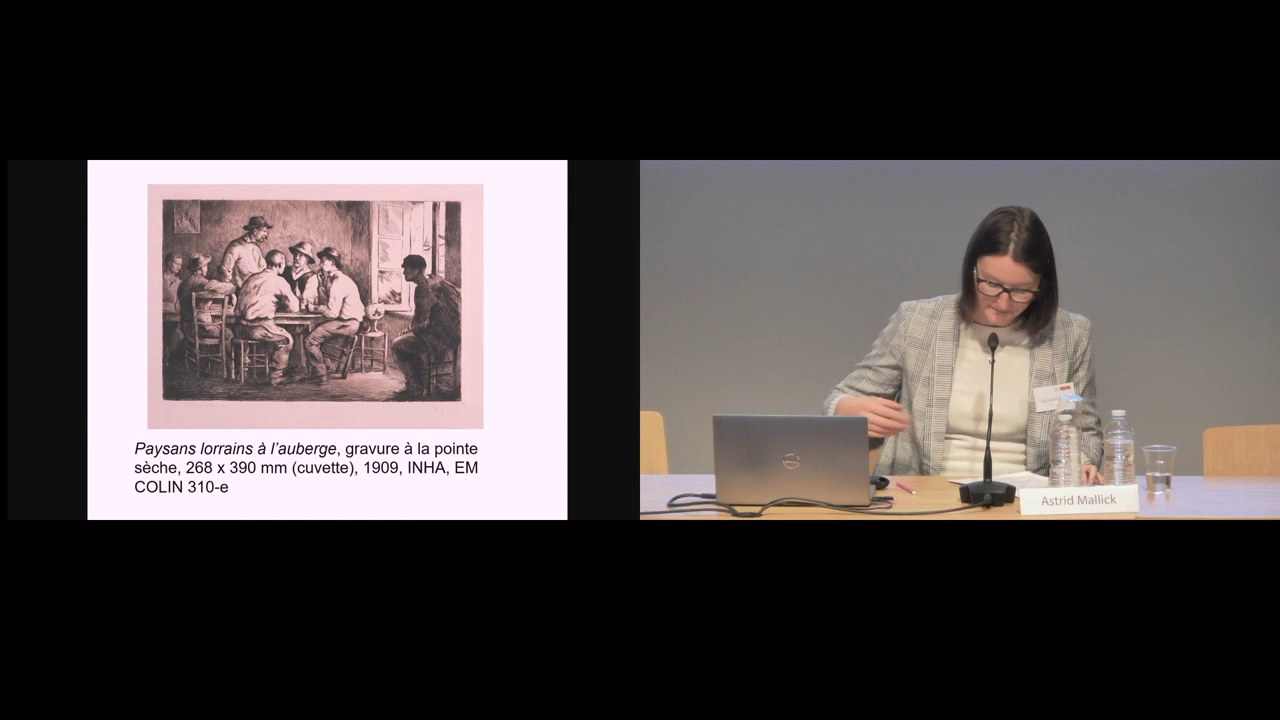 Paysans lorrains à l'auberge, gravure à la pointe
sèche, 268 x 390 mm (cuvette), 1909, INHA, EM
COLIN 310-e
Astrid Mallick